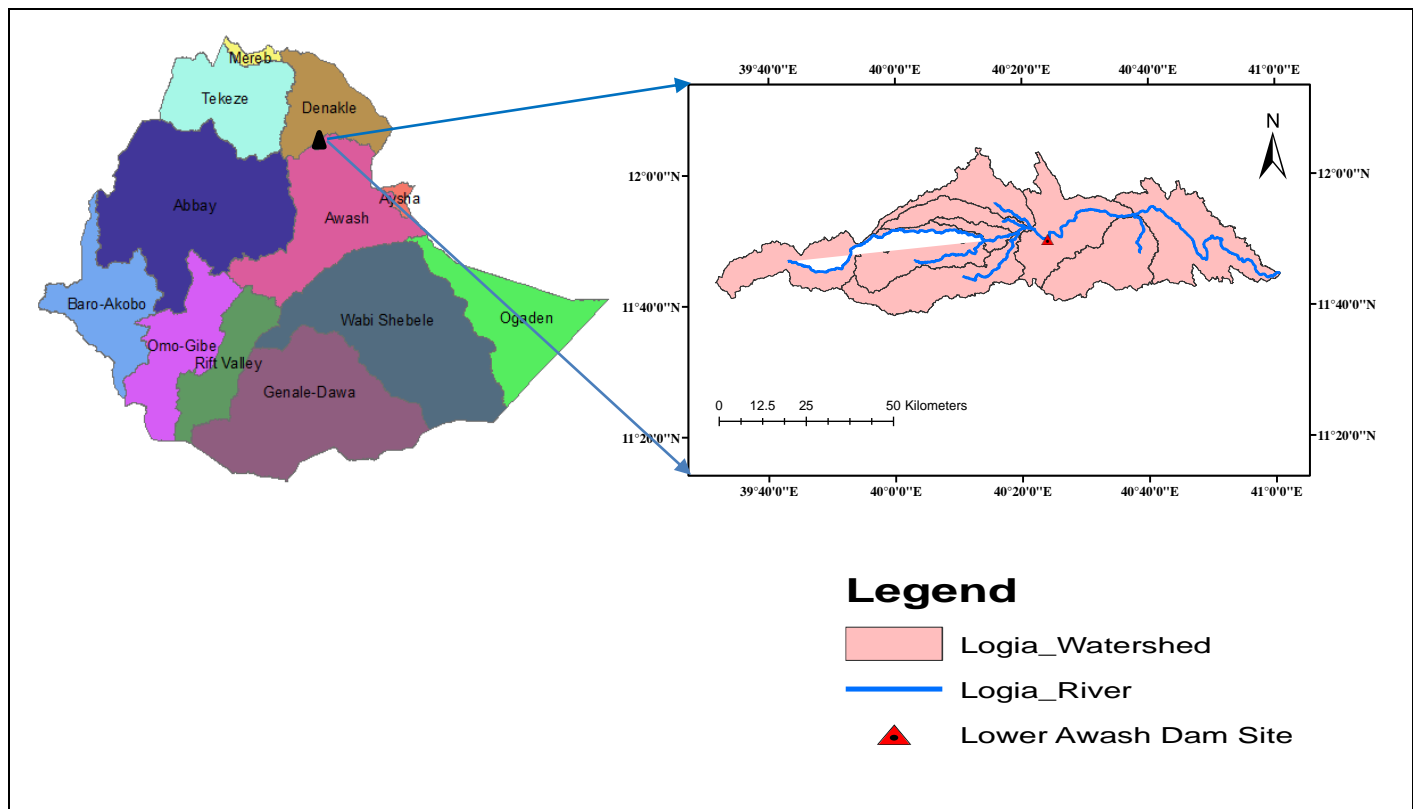 Mereb
Tekeze
Denakle
Abbay
Awash
Aysha
Baro-Akobo
Omo-Gibe
Rift Valley
Wabi Shebele
Ogaden
Genale-Dawa
39°40'0"E 40°0'0"E 40°20'0"E 40°40'0"E 41°0'0"E
N
12°0'0"N 12°0'0"N
11°40'0"N 11°40'0"N
0 12.5 25 50 Kilometers
11°20'0"N 11°20'0"N
39°40'0"E 40°0'0"E 40°20'0"E 40°40'0"E 41°0'0"E
Legend
Logia_Watershed
Logia_River
Lower Awash Dam Site